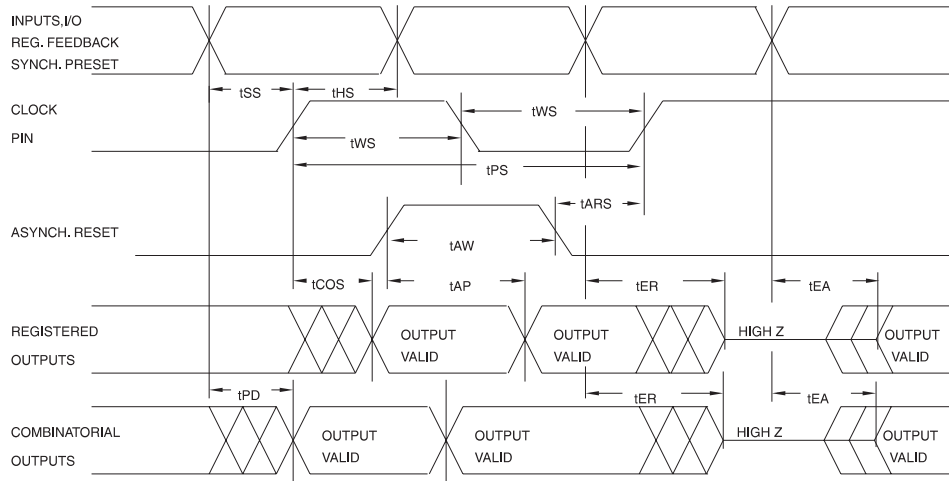 INPUTS,I/O
REG. FEEDBACK
SYNCH. PRESET
tSS
tHS
CLOCK
PIN
tWS
tWS
tPS
tARS
ASYNCH. RESET
tAW
tCOS
tAP
tER
tEA
REGISTERED
OUTPUTS
OUTPUT
VALID
OUTPUT
VALID
HIGH Z
OUTPUT
VALID
tPD
tER
tEA
COMBINATORIAL
OUTPUTS
OUTPUT
VALID
OUTPUT
VALID
HIGH Z
OUTPUT
VALID